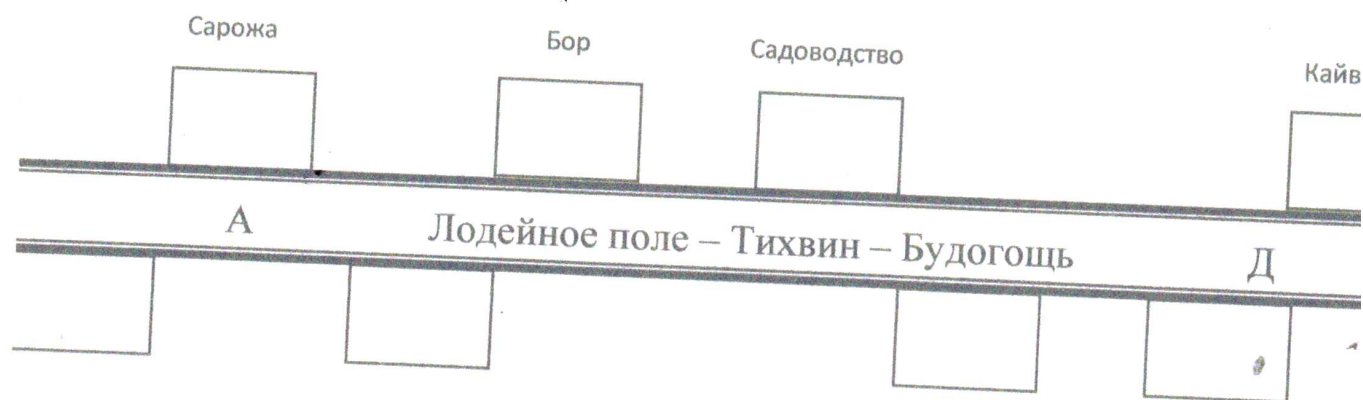 Сарожа
Бор
Садоводство
Кайв
А
Лодейное поле – Тихвин – Будогощь
Д